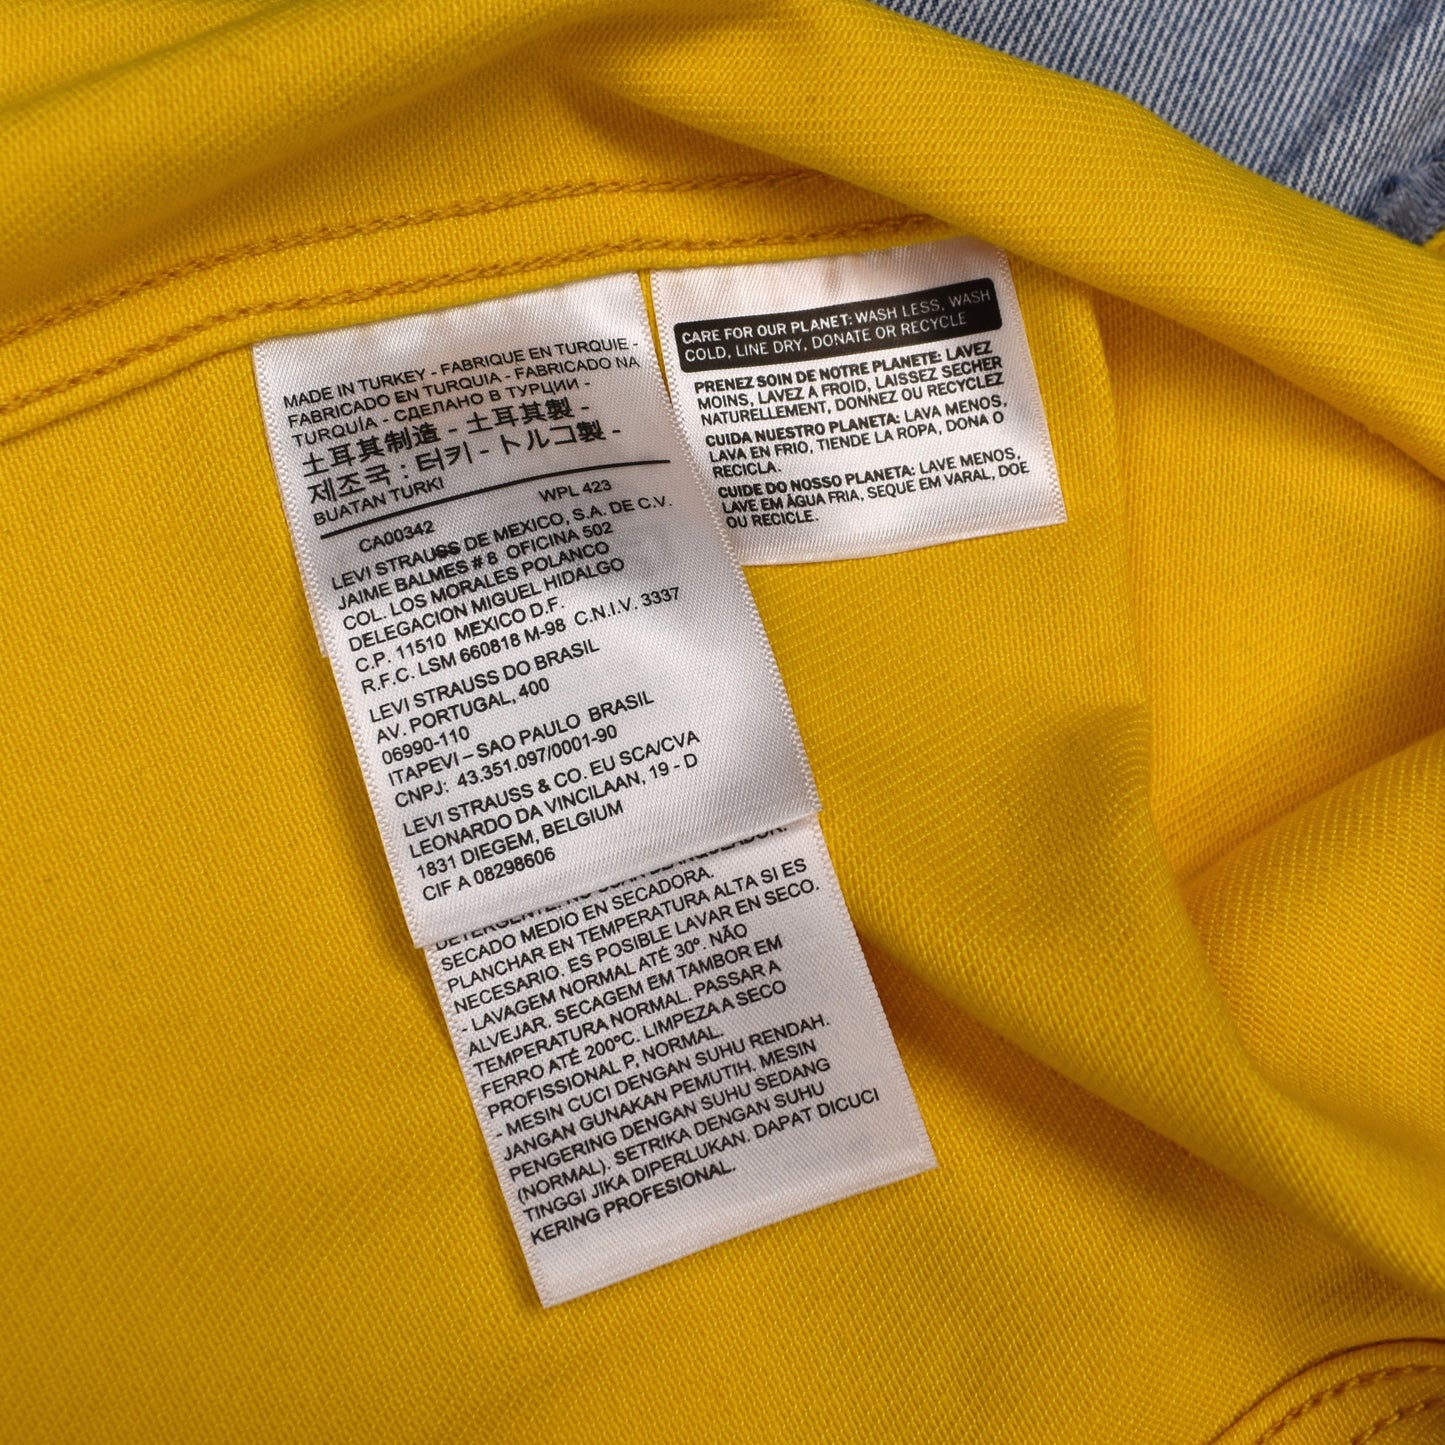 MADE IN TURKEY - FABRIQUE EN TURQUIE -
FABRICADO EN TURQUIA - FABRICADO NA
TURQUÍA - СДЕЛАНО В ТУРЦИИ -
土耳其制造 - 土耳其製 -
제조국 : 터키 - トルコ製 -
BUATAN TURKI
CA00342 WPL 423
LEVI STRAUSS DE MEXICO, S.A. DE C.V.
JAIME BALMES # 8 OFICINA 502
COL. LOS MORALES POLANCO
DELEGACION MIGUEL HIDALGO
C.P. 11510 MEXICO D.F.
R.F.C. LSM 660818 M-98 C.N.I.V. 3337
LEVI STRAUSS DO BRASIL
AV. PORTUGAL, 400
06990-110
ITAPEVI – SAO PAULO BRASIL
CNPJ: 43.351.097/0001-90
LEVI STRAUSS & CO. EU SCA/CVA
LEONARDO DA VINCILAAN, 19 - D
1831 DIEGEM, BELGIUM
CIF A 08298606
DETERGENTE. NO USAR BLANQUEADOR.
SECADO MEDIO EN SECADORA.
PLANCHAR EN TEMPERATURA ALTA SI ES
NECESARIO. ES POSIBLE LAVAR EN SECO.
- LAVAGEM NORMAL ATÉ 30º. NÃO
ALVEJAR. SECAGEM EM TAMBOR EM
TEMPERATURA NORMAL. PASSAR A
FERRO ATÉ 200ºC. LIMPEZA A SECO
PROFISSIONAL P, NORMAL.
- MESIN CUCI DENGAN SUHU RENDAH.
JANGAN GUNAKAN PEMUTIH. MESIN
PENGERING DENGAN SUHU SEDANG
(NORMAL). SETRIKA DENGAN SUHU
TINGGI JIKA DIPERLUKAN. DAPAT DICUCI
KERING PROFESIONAL.
CARE FOR OUR PLANET: WASH LESS, WASH
COLD, LINE DRY, DONATE OR RECYCLE
PRENEZ SOIN DE NOTRE PLANETE: LAVEZ
MOINS, LAVEZ A FROID, LAISSEZ SECHER
NATURELLEMENT, DONNEZ OU RECYCLEZ
CUIDA NUESTRO PLANETA: LAVA MENOS,
LAVA EN FRIO, TIENDE LA ROPA, DONA O
RECICLA.
CUIDE DO NOSSO PLANETA: LAVE MENOS,
LAVE EM ÁGUA FRIA, SEQUE EM VARAL, DOE
OU RECICLE.